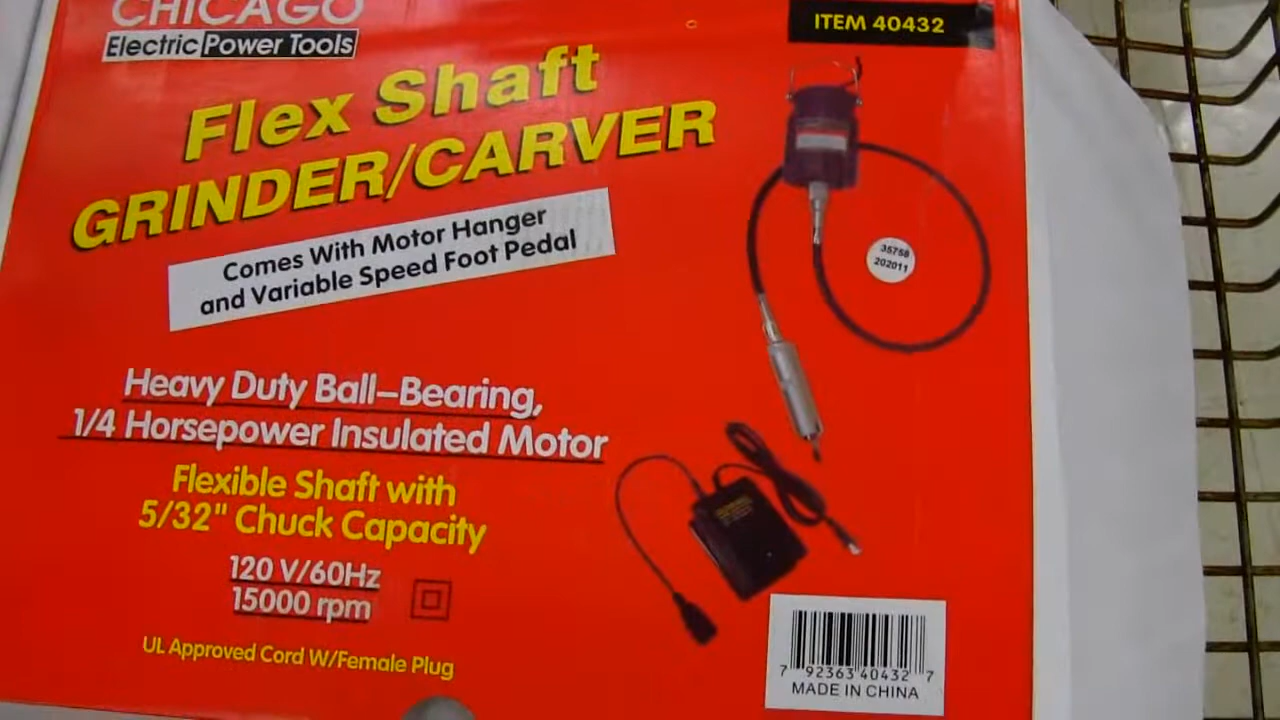 CHICAGO
Electric Power Tools
ITEM 40432
Flex Shaft
GRINDER/CARVER
Comes With Motor Hanger
and Variable Speed Foot Pedal
35758
202011
Heavy Duty Ball-Bearing,
1/4 Horsepower Insulated Motor
Flexible Shaft with
5/32" Chuck Capacity
120 V/60Hz
15000 rpm
UL Approved Cord W/Female Plug
7 92363 40432 7
MADE IN CHINA